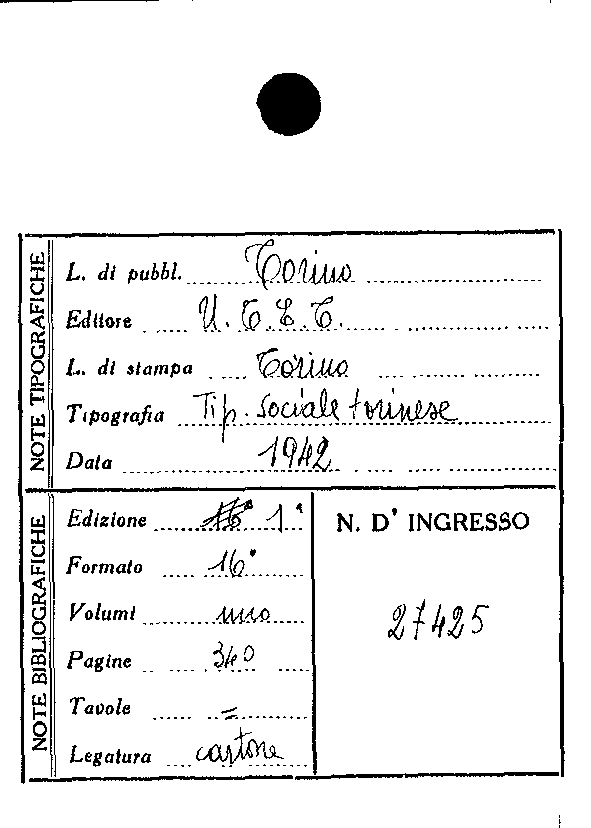 NOTE TIPOGRAFICHE
L. di pubbl. Torino
Editore U.T.E.T.
L. di stampa Torino
Tipografia Tip. Sociale torinese
Data 1942
NOTE BIBLIOGRAFICHE
Edizione 16° 1ª
Formato 16°
Volumi uno
Pagine 340
Tavole =
Legatura cartone
N. D' INGRESSO
27425